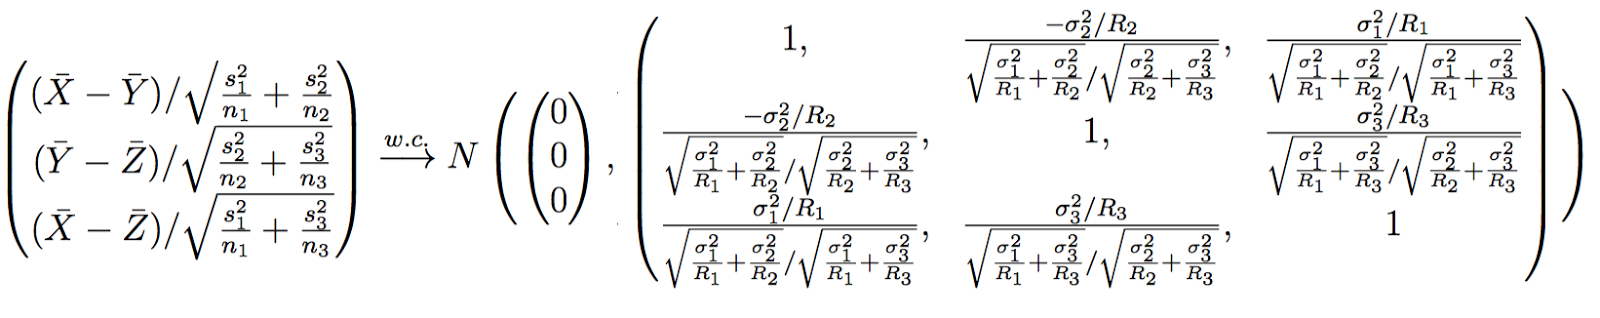 \begin{pmatrix} (\bar{X} - \bar{Y})/\sqrt{\frac{s_1^2}{n_1} + \frac{s_2^2}{n_2}} \\ (\bar{Y} - \bar{Z})/\sqrt{\frac{s_2^2}{n_2} + \frac{s_3^2}{n_3}} \\ (\bar{X} - \bar{Z})/\sqrt{\frac{s_1^2}{n_1} + \frac{s_3^2}{n_3}} \end{pmatrix} \xrightarrow{w.c.} N \left( \begin{pmatrix} 0 \\ 0 \\ 0 \end{pmatrix}, \begin{pmatrix} 1, & \frac{-\sigma_2^2/R_2}{\sqrt{\frac{\sigma_1^2}{R_1}+\frac{\sigma_2^2}{R_2}}/\sqrt{\frac{\sigma_2^2}{R_2}+\frac{\sigma_3^2}{R_3}}}, & \frac{\sigma_1^2/R_1}{\sqrt{\frac{\sigma_1^2}{R_1}+\frac{\sigma_2^2}{R_2}}/\sqrt{\frac{\sigma_1^2}{R_1}+\frac{\sigma_3^2}{R_3}}} \\ \frac{-\sigma_2^2/R_2}{\sqrt{\frac{\sigma_1^2}{R_1}+\frac{\sigma_2^2}{R_2}}/\sqrt{\frac{\sigma_2^2}{R_2}+\frac{\sigma_3^2}{R_3}}}, & 1, & \frac{\sigma_3^2/R_3}{\sqrt{\frac{\sigma_1^2}{R_1}+\frac{\sigma_3^2}{R_3}}/\sqrt{\frac{\sigma_2^2}{R_2}+\frac{\sigma_3^2}{R_3}}} \\ \frac{\sigma_1^2/R_1}{\sqrt{\frac{\sigma_1^2}{R_1}+\frac{\sigma_2^2}{R_2}}/\sqrt{\frac{\sigma_1^2}{R_1}+\frac{\sigma_3^2}{R_3}}}, & \frac{\sigma_3^2/R_3}{\sqrt{\frac{\sigma_1^2}{R_1}+\frac{\sigma_3^2}{R_3}}/\sqrt{\frac{\sigma_2^2}{R_2}+\frac{\sigma_3^2}{R_3}}}, & 1 \end{pmatrix} \right)